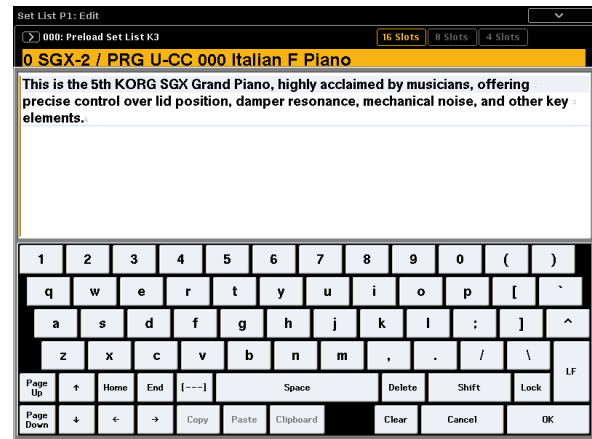 Set List P1: Edit
000: Preload Set List K3
16 Slots 8 Slots 4 Slots
0 SGX-2 / PRG U-CC 000 Italian F Piano
This is the 5th KORG SGX Grand Piano, highly acclaimed by musicians, offering
precise control over lid position, damper resonance, mechanical noise, and other key
elements.
1 2 3 4 5 6 7 8 9 0 ( )
q w e r t y u i o p [ `
a s d f g h j k l ; ] ^
z x c v b n m , . / \
LF
Page Up ↑ Home End [---] Space Delete Shift Lock
Page Down ↓ ← → Copy Paste Clipboard Clear Cancel OK